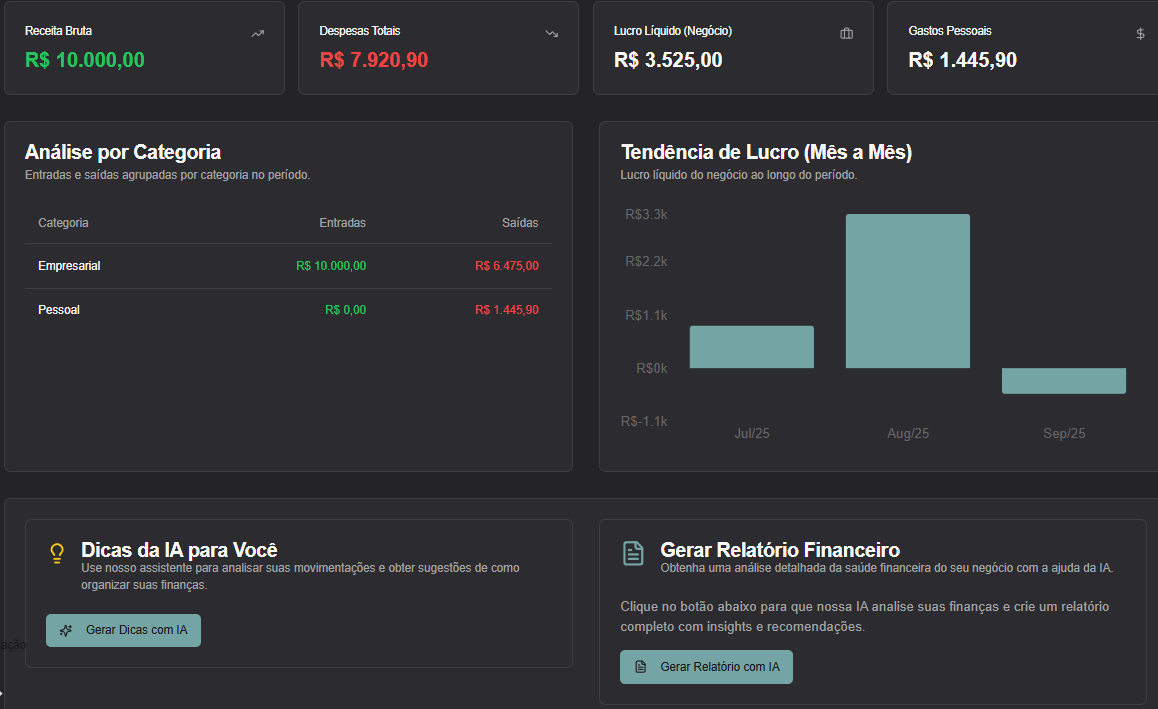 Receita Bruta
R$ 10.000,00
Despesas Totais
R$ 7.920,90
Lucro Líquido (Negócio)
R$ 3.525,00
Gastos Pessoais
R$ 1.445,90
Análise por Categoria
Entradas e saídas agrupadas por categoria no período.
Categoria Entradas Saídas
Empresarial R$ 10.000,00 R$ 6.475,00
Pessoal R$ 0,00 R$ 1.445,90
Tendência de Lucro (Mês a Mês)
Lucro líquido do negócio ao longo do período.
R$3.3k
R$2.2k
R$1.1k
R$0k
R$-1.1k
Jul/25 Aug/25 Sep/25
Dicas da IA para Você
Use nosso assistente para analisar suas movimentações e obter sugestões de como
organizar suas finanças.
Gerar Dicas com IA
ação
Gerar Relatório Financeiro
Obtenha uma análise detalhada da saúde financeira do seu negócio com a ajuda da IA.
Clique no botão abaixo para que nossa IA analise suas finanças e crie um relatório
completo com insights e recomendações.
Gerar Relatório com IA